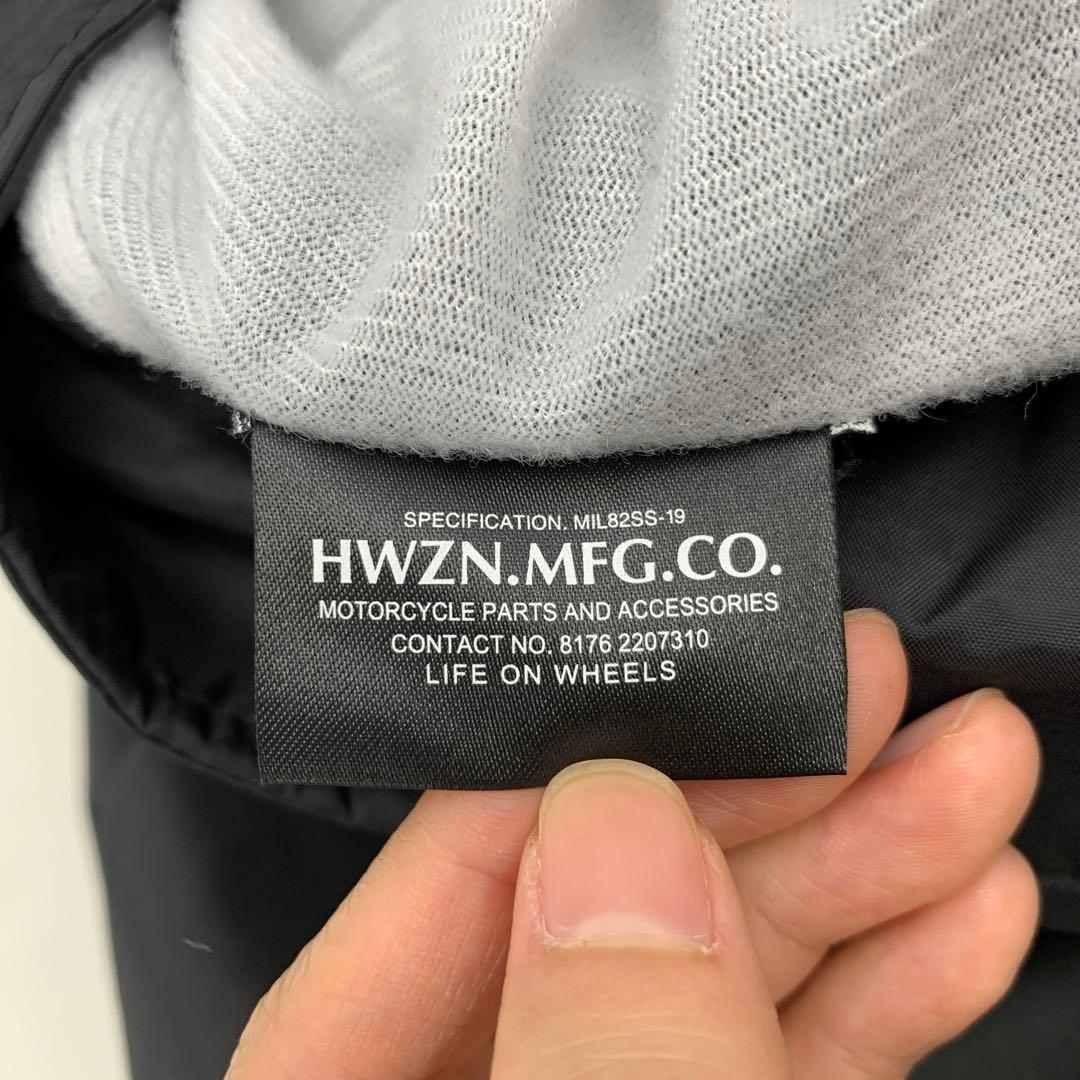 SPECIFICATION. MIL82SS-19
HWZN.MFG.CO.
MOTORCYCLE PARTS AND ACCESSORIES
CONTACT NO. 8176 2207310
LIFE ON WHEELS